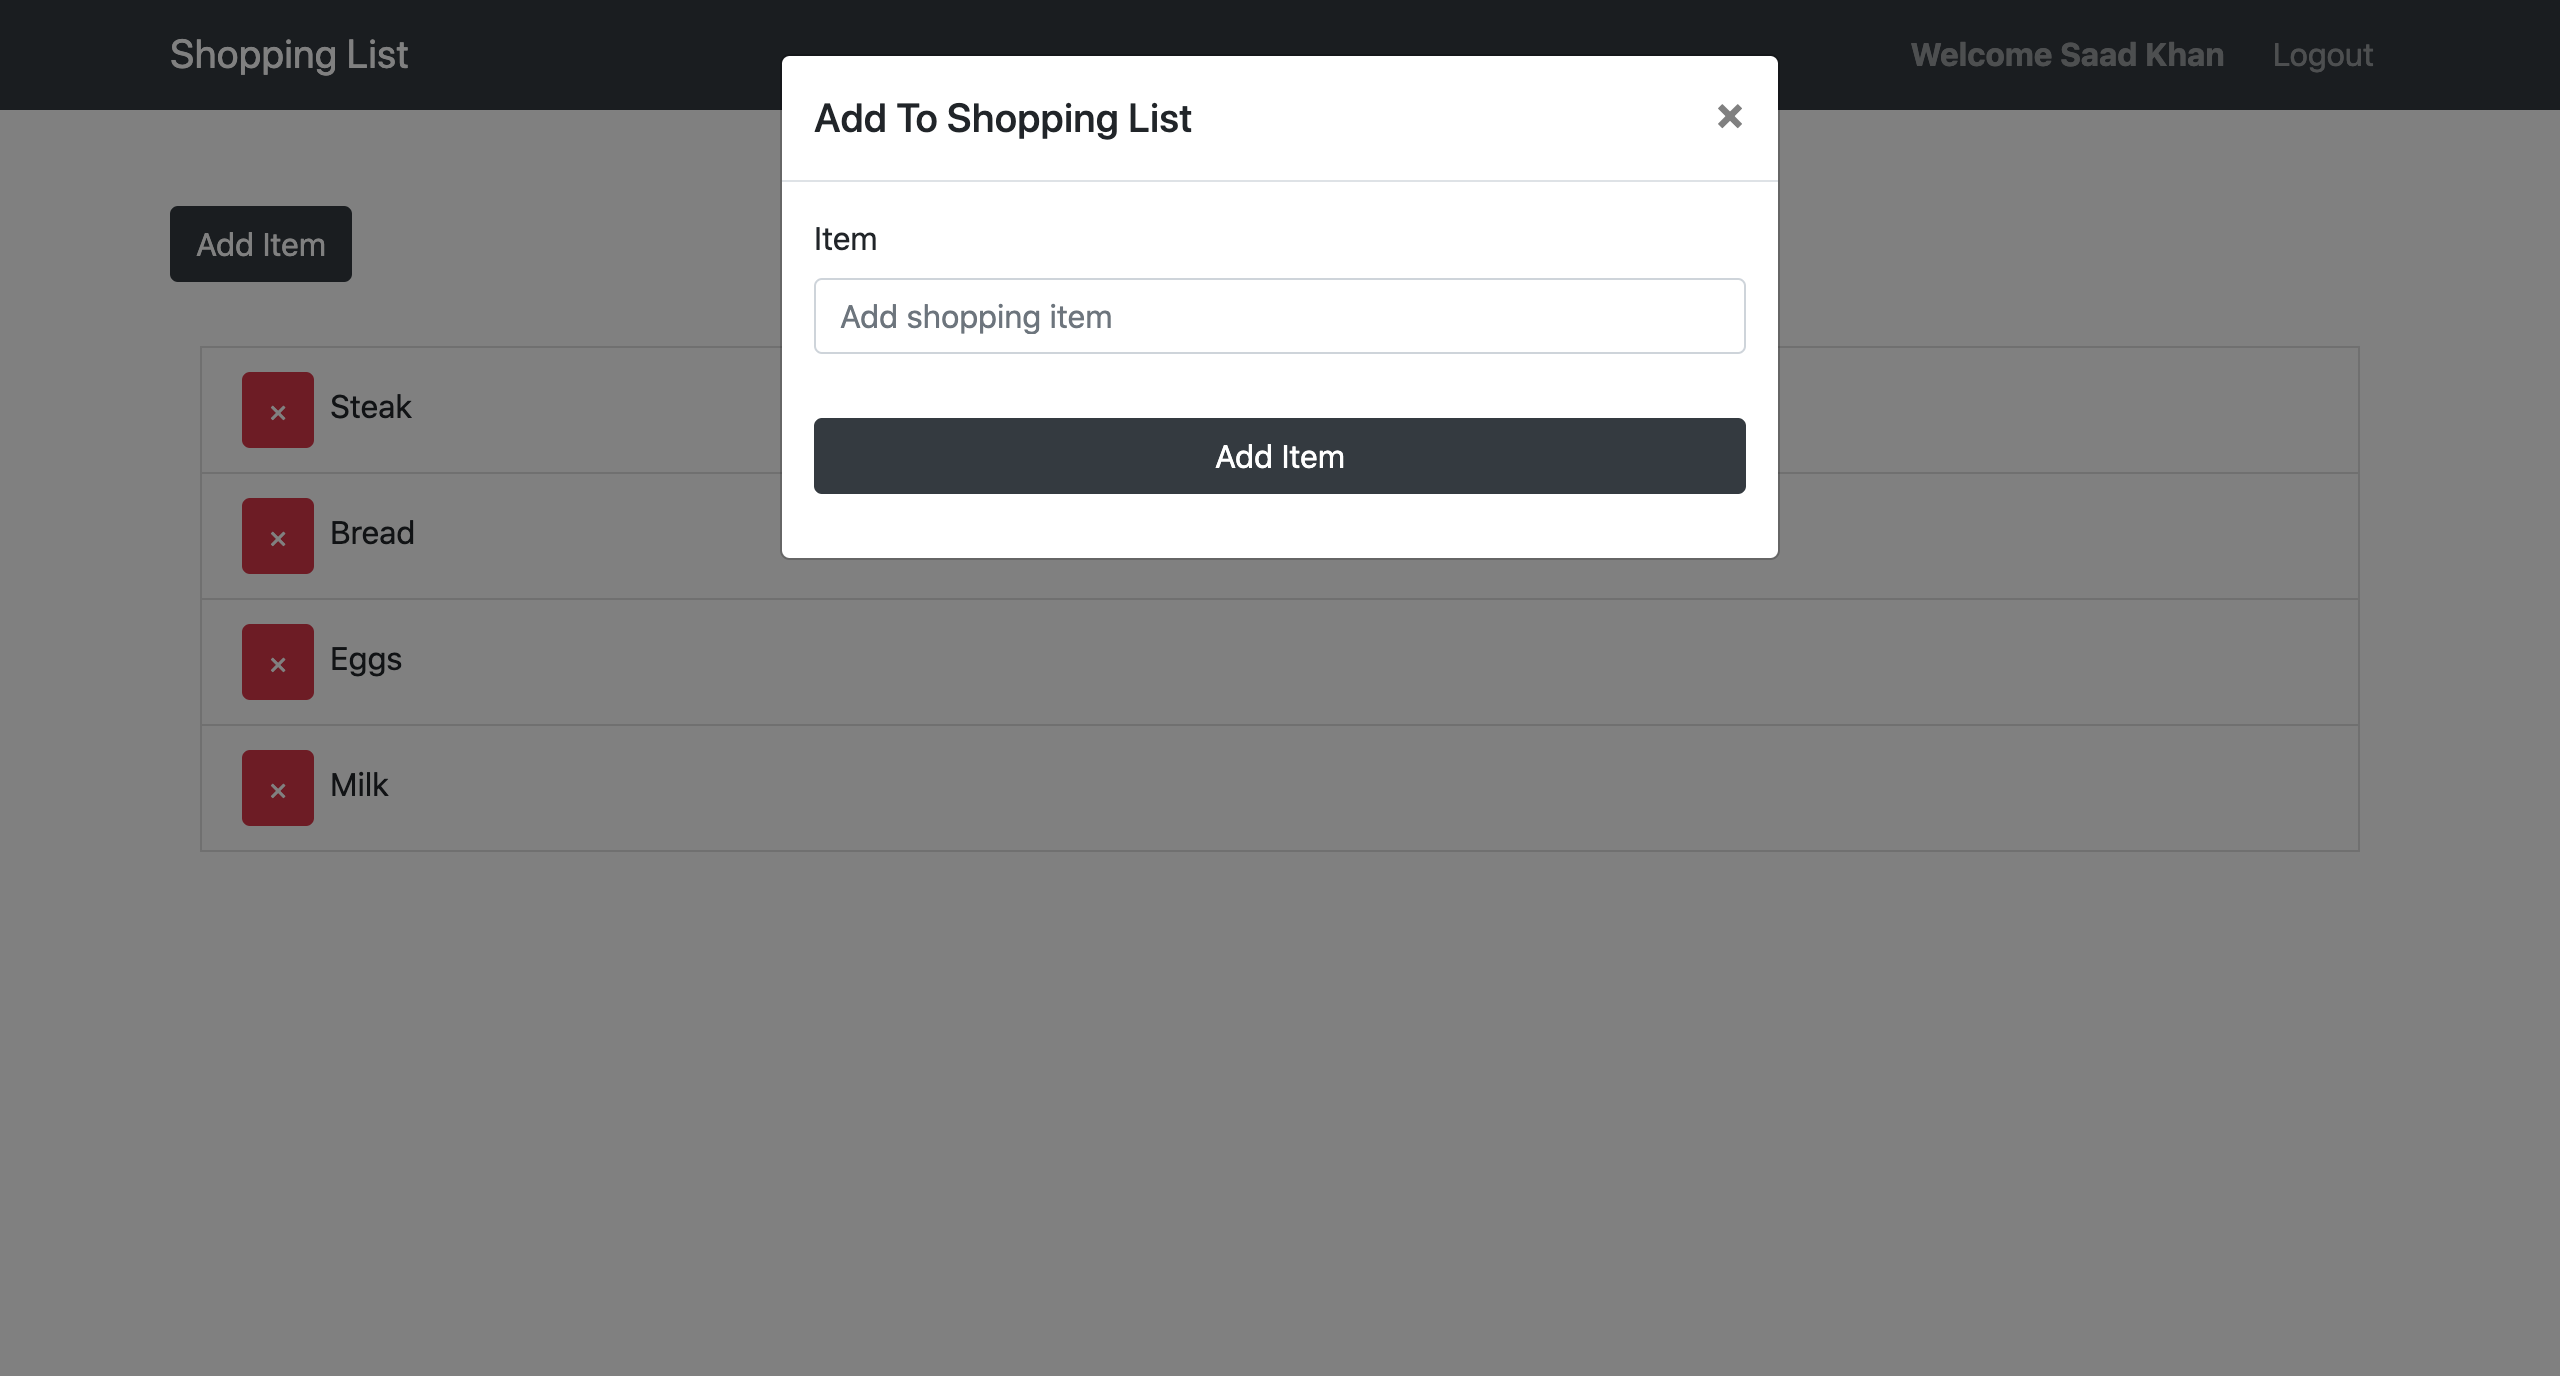 Shopping List
Welcome Saad Khan Logout
Add To Shopping List ×
Item
Add shopping item
Add Item
Add Item
× Steak
× Bread
× Eggs
× Milk